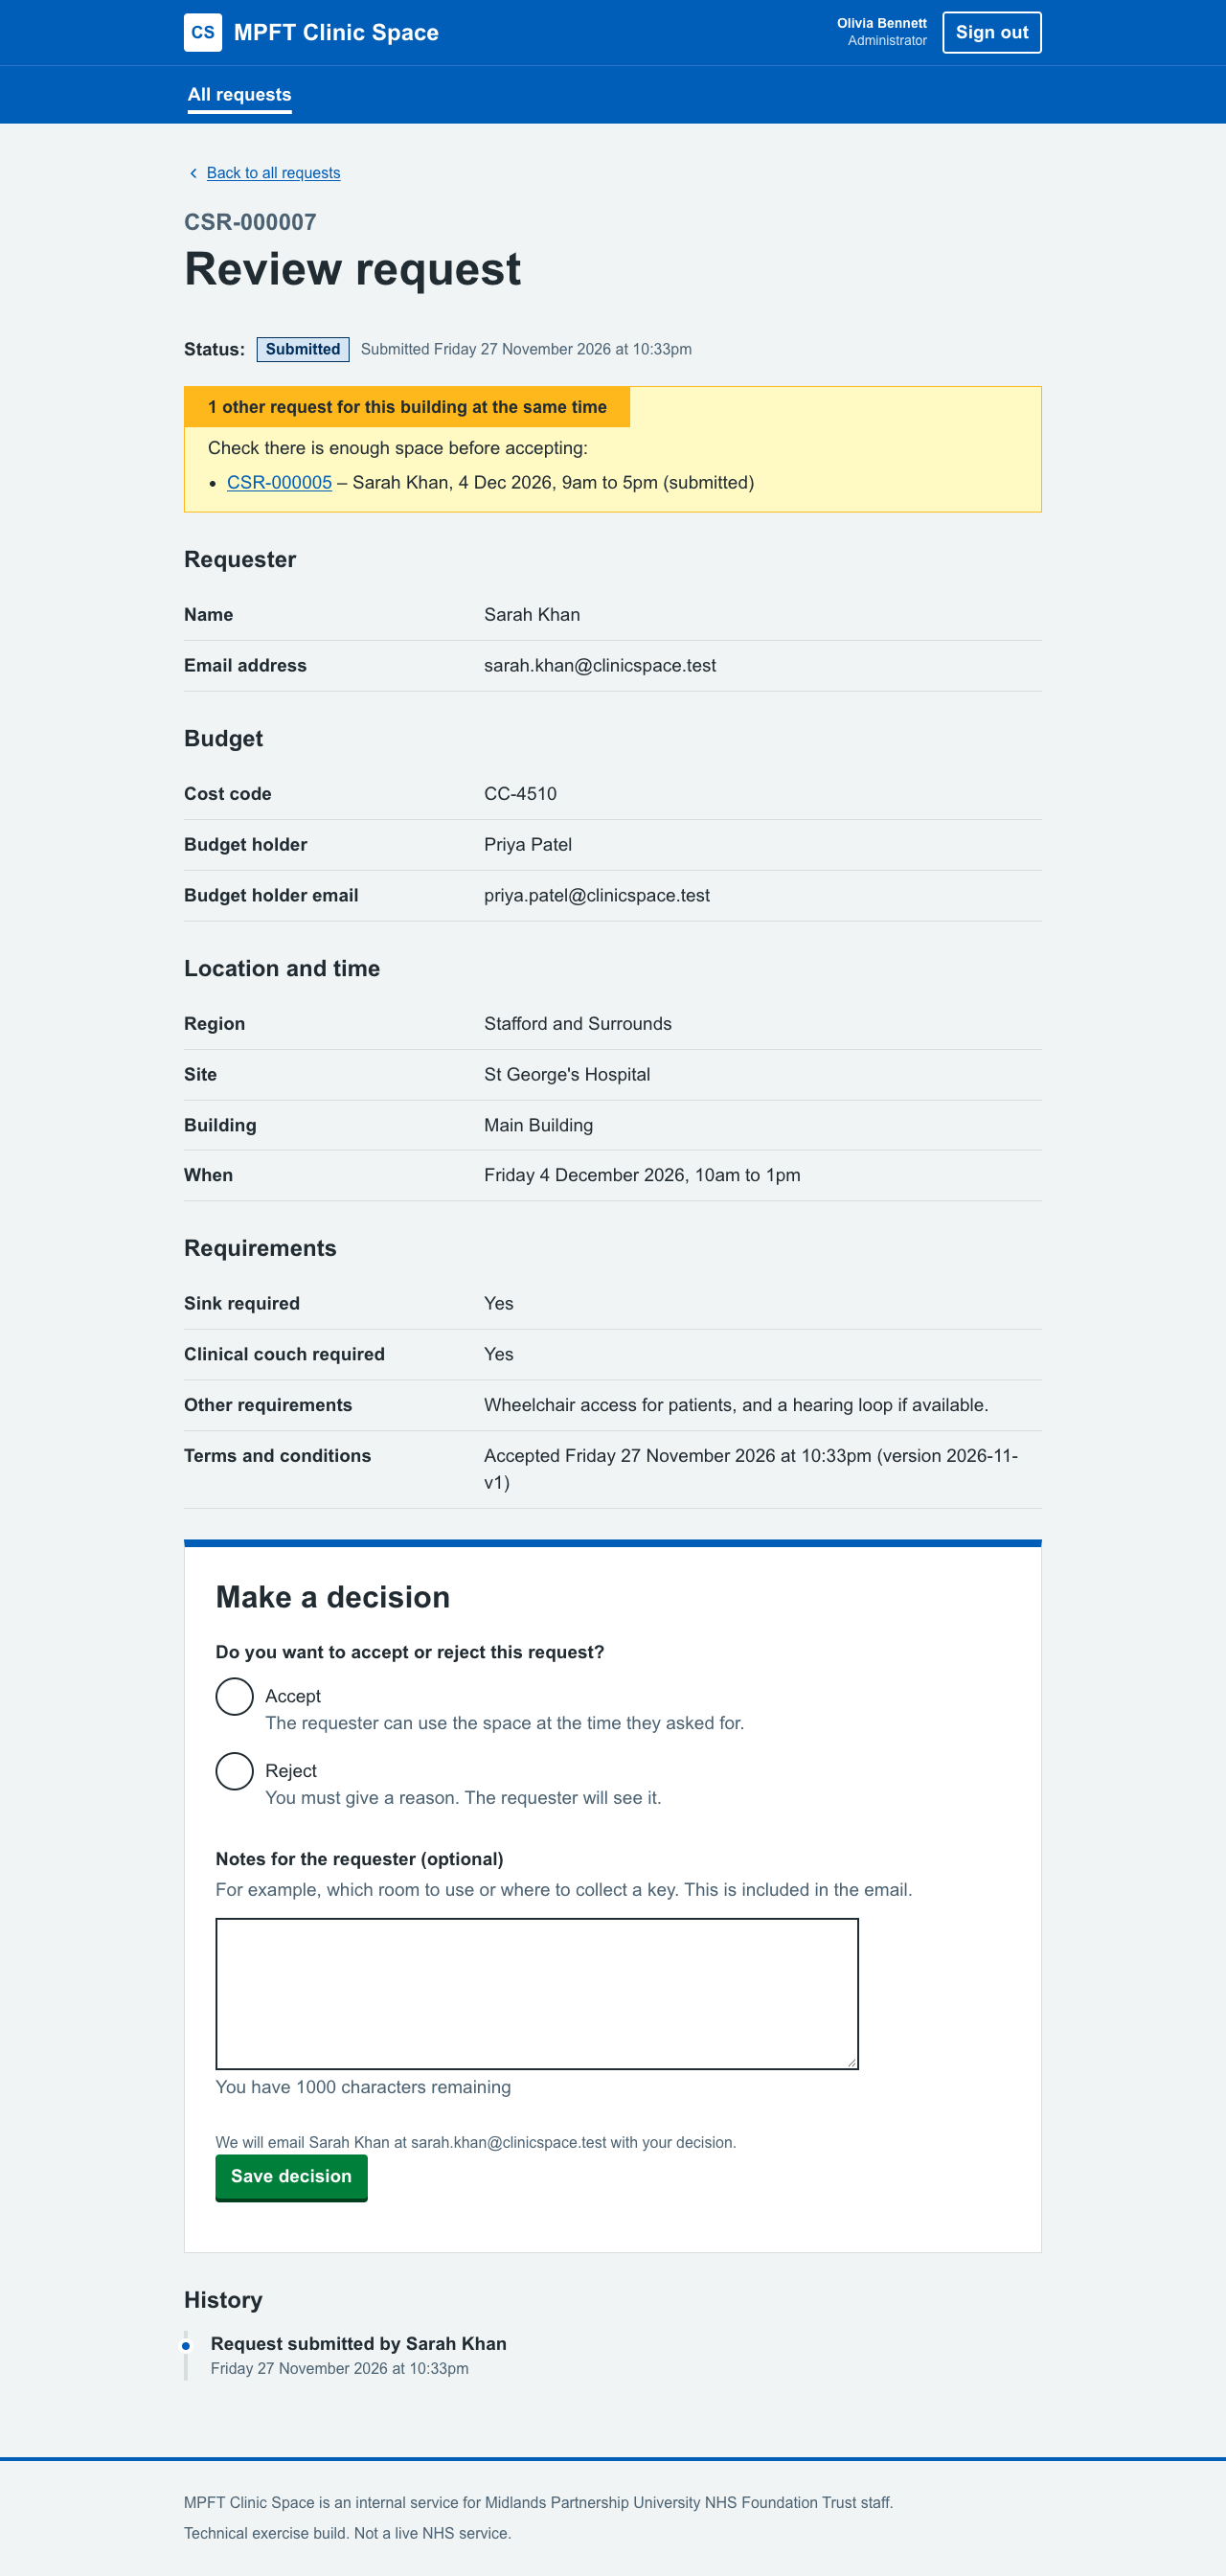 CS MPFT Clinic Space
Olivia Bennett
Administrator
Sign out
All requests
Back to all requests
CSR-000007
Review request
Status: Submitted Submitted Friday 27 November 2026 at 10:33pm
1 other request for this building at the same time
Check there is enough space before accepting:
• CSR-000005 – Sarah Khan, 4 Dec 2026, 9am to 5pm (submitted)
Requester
Name Sarah Khan
Email address sarah.khan@clinicspace.test
Budget
Cost code CC-4510
Budget holder Priya Patel
Budget holder email priya.patel@clinicspace.test
Location and time
Region Stafford and Surrounds
Site St George's Hospital
Building Main Building
When Friday 4 December 2026, 10am to 1pm
Requirements
Sink required Yes
Clinical couch required Yes
Other requirements Wheelchair access for patients, and a hearing loop if available.
Terms and conditions Accepted Friday 27 November 2026 at 10:33pm (version 2026-11-
v1)
Make a decision
Do you want to accept or reject this request?
Accept
The requester can use the space at the time they asked for.
Reject
You must give a reason. The requester will see it.
Notes for the requester (optional)
For example, which room to use or where to collect a key. This is included in the email.
You have 1000 characters remaining
We will email Sarah Khan at sarah.khan@clinicspace.test with your decision.
Save decision
History
Request submitted by Sarah Khan
Friday 27 November 2026 at 10:33pm
MPFT Clinic Space is an internal service for Midlands Partnership University NHS Foundation Trust staff.
Technical exercise build. Not a live NHS service.